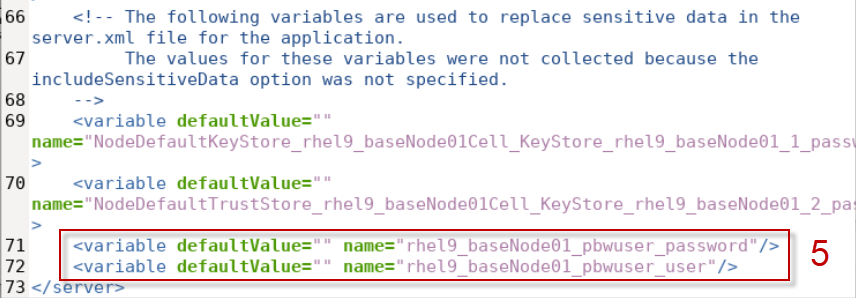 66 <!-- The following variables are used to replace sensitive data in the
server.xml file for the application.
67 The values for these variables were not collected because the
includeSensitiveData option was not specified.
68 -->
69 <variable defaultValue=""
name="NodeDefaultKeyStore_rhel9_baseNode01Cell_KeyStore_rhel9_baseNode01_1_passw
>
70 <variable defaultValue=""
name="NodeDefaultTrustStore_rhel9_baseNode01Cell_KeyStore_rhel9_baseNode01_2_pas
>
71 <variable defaultValue="" name="rhel9_baseNode01_pbwuser_password"/>
72 <variable defaultValue="" name="rhel9_baseNode01_pbwuser_user"/>
5
73 </server>